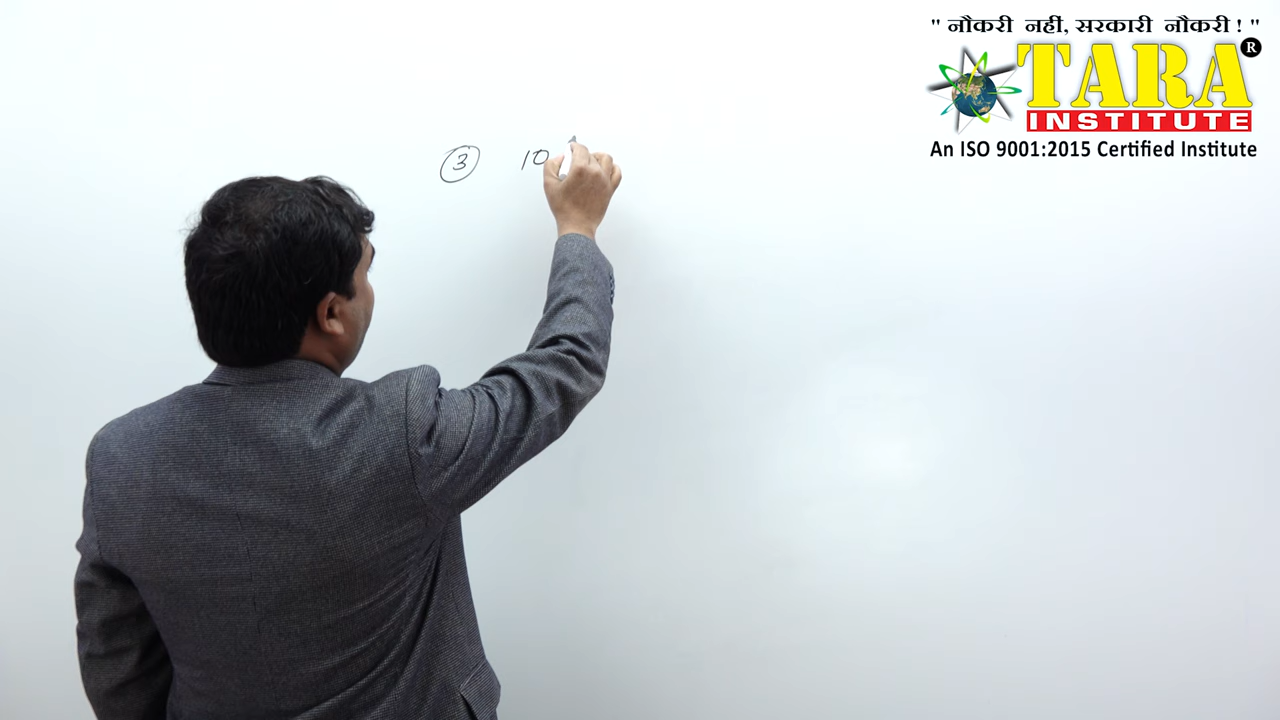 " नौकरी नहीं, सरकारी नौकरी ! "
TARA ®
INSTITUTE
An ISO 9001:2015 Certified Institute
3 10